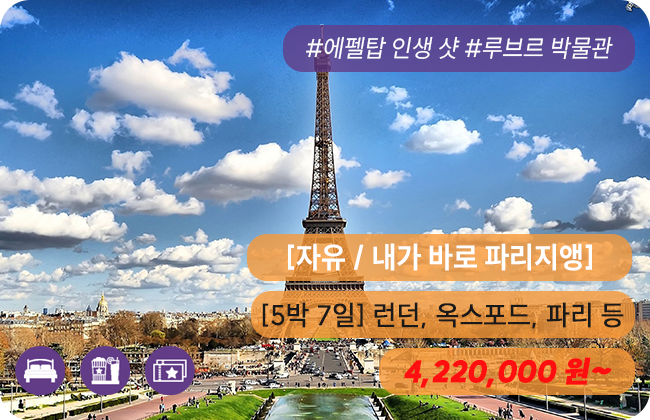 #에펠탑 인생 샷 #루브르 박물관
[자유 / 내가 바로 파리지앵]
[5박 7일] 런던, 옥스포드, 파리 등
4,220,000 원~